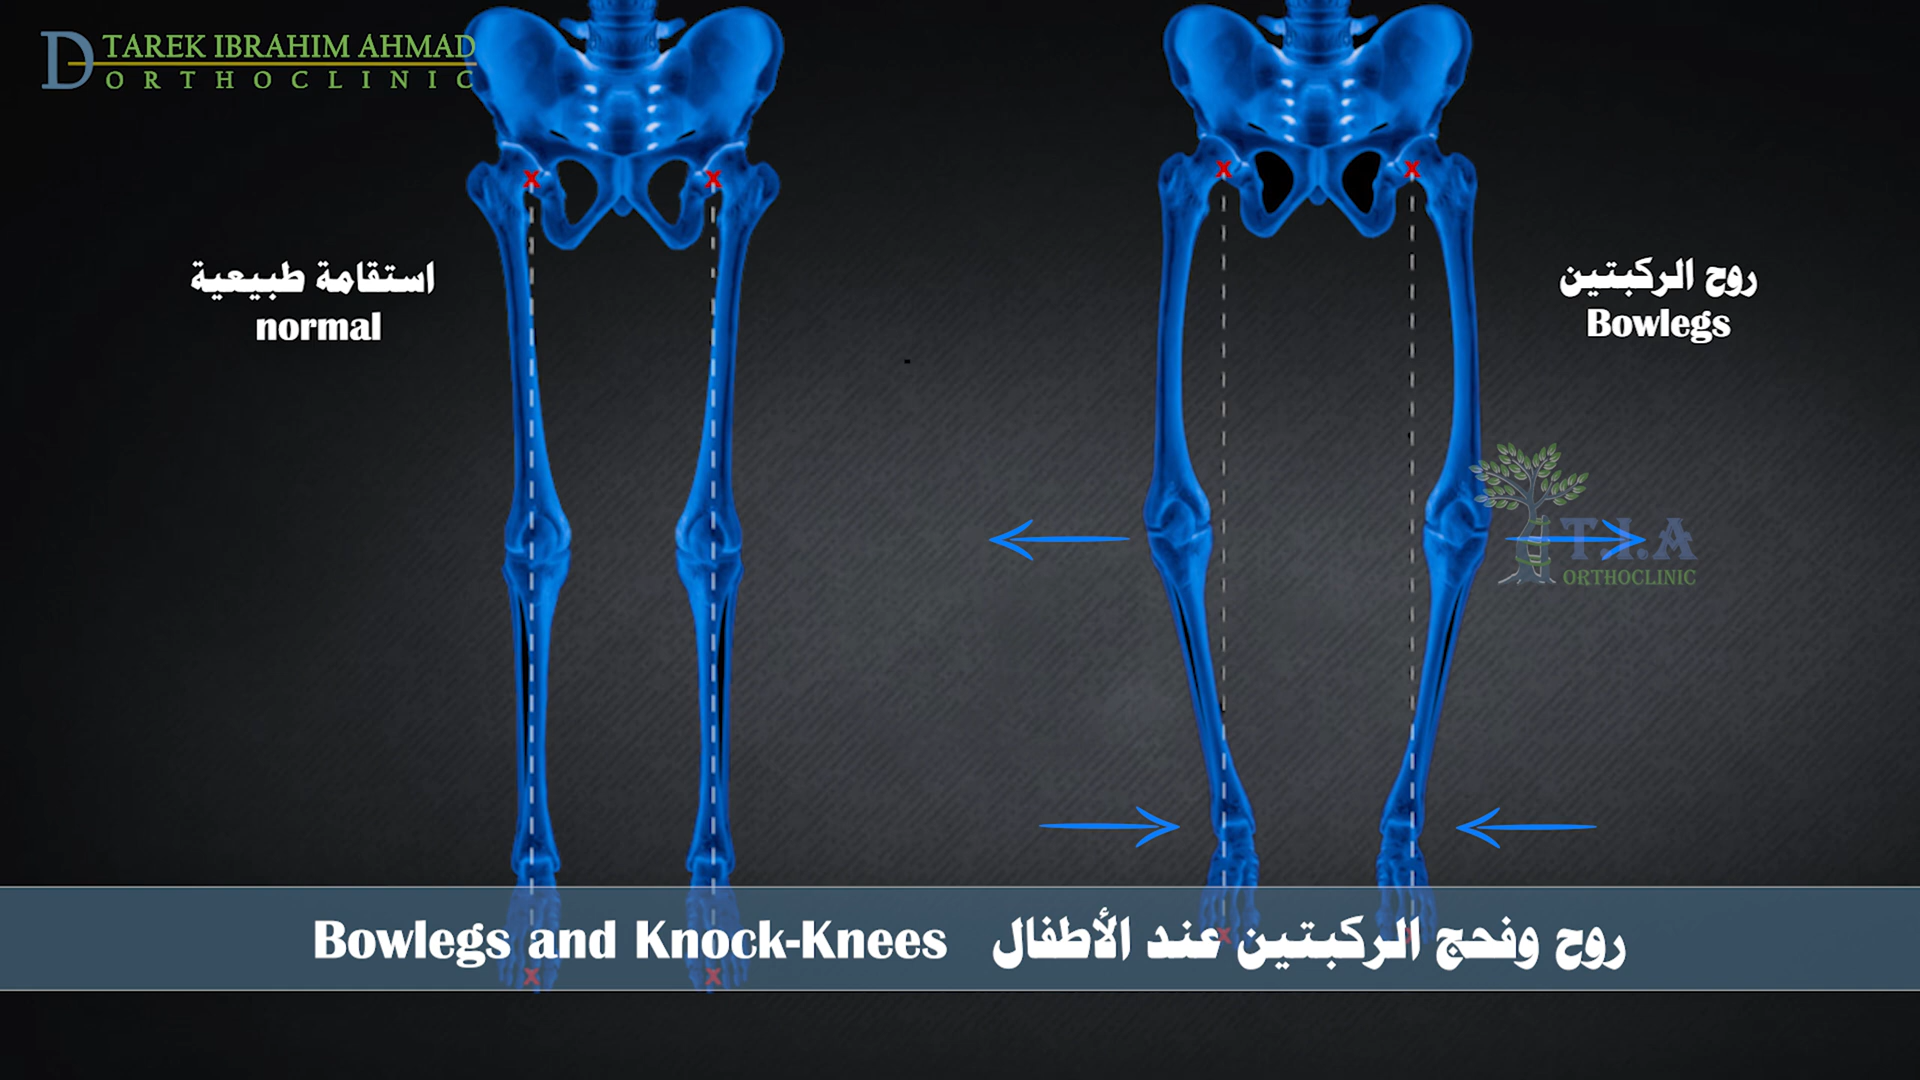 D TAREK IBRAHIM AHMAD
ORTHOCLINIC
استقامة طبيعية
normal
روح الركبتين
Bowlegs
T.I.A
ORTHOCLINIC
Bowlegs and Knock-Knees روح وفحج الركبتين عند الأطفال